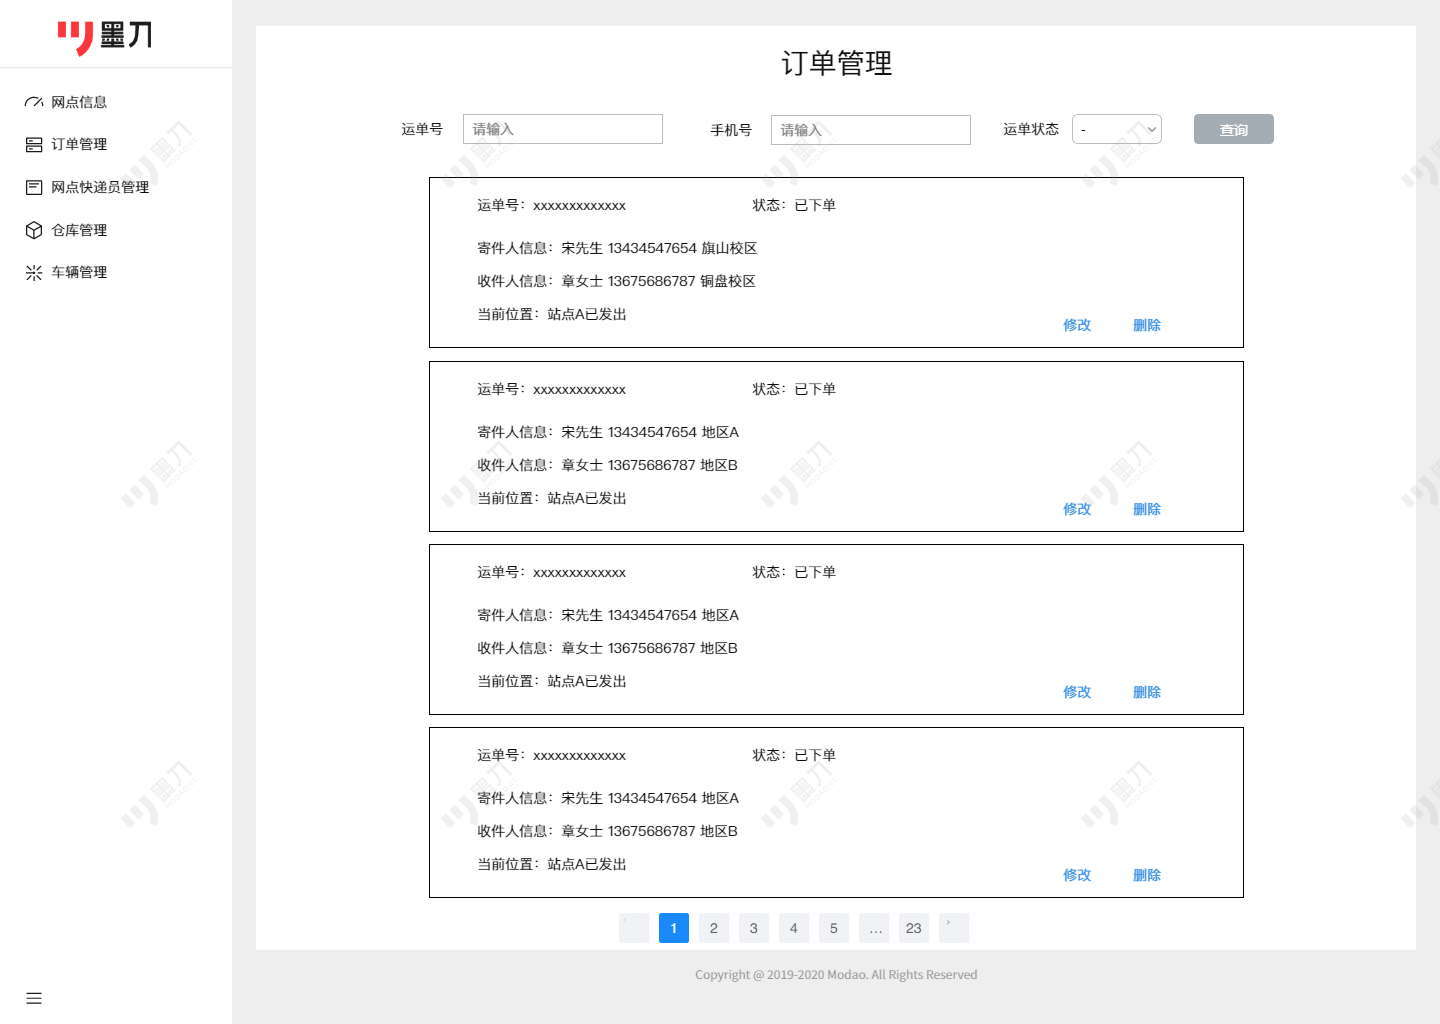 墨刀
网点信息
订单管理
网点快递员管理
仓库管理
车辆管理
订单管理
运单号 请输入 手机号 请输入 运单状态 - 查询
运单号：xxxxxxxxxxxxx 状态：已下单
寄件人信息：宋先生 13434547654 旗山校区
收件人信息：章女士 13675686787 铜盘校区
当前位置：站点A已发出
修改 删除
运单号：xxxxxxxxxxxxx 状态：已下单
寄件人信息：宋先生 13434547654 地区A
收件人信息：章女士 13675686787 地区B
当前位置：站点A已发出
修改 删除
运单号：xxxxxxxxxxxxx 状态：已下单
寄件人信息：宋先生 13434547654 地区A
收件人信息：章女士 13675686787 地区B
当前位置：站点A已发出
修改 删除
运单号：xxxxxxxxxxxxx 状态：已下单
寄件人信息：宋先生 13434547654 地区A
收件人信息：章女士 13675686787 地区B
当前位置：站点A已发出
修改 删除
1 2 3 4 5 … 23 ›
Copyright @ 2019-2020 Modao. All Rights Reserved
墨刀
MODAO.CC